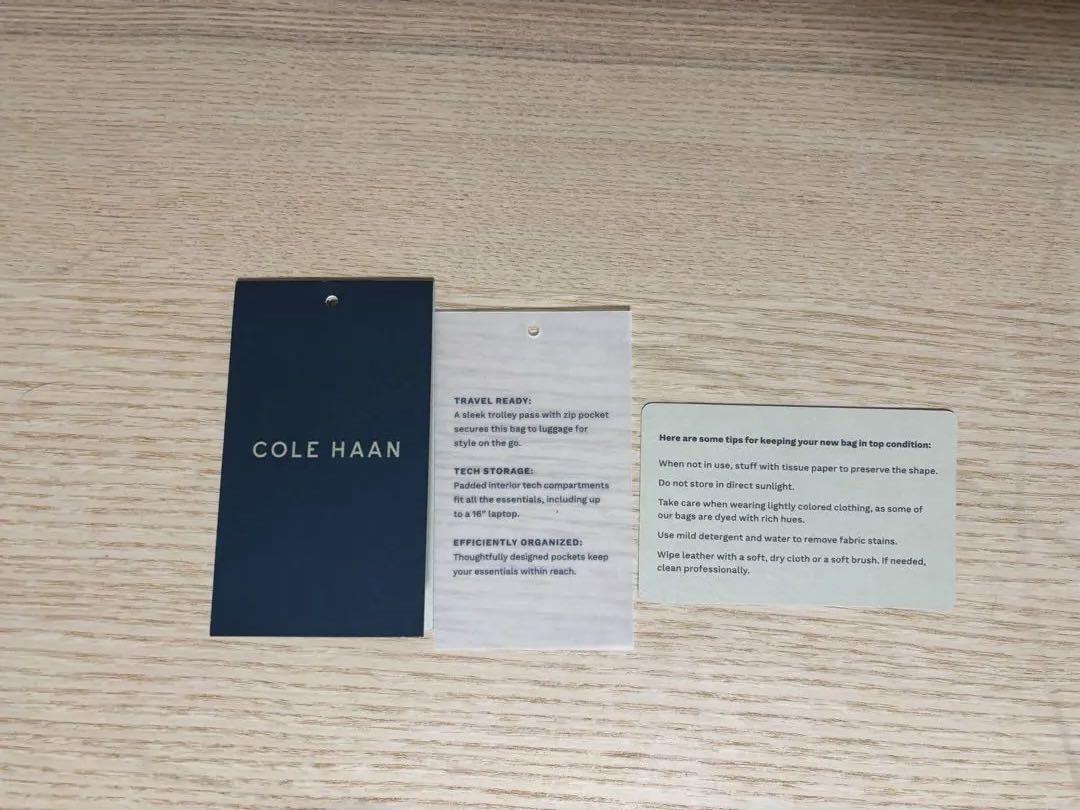 COLE HAAN
TRAVEL READY:
A sleek trolley pass with zip pocket
secures this bag to luggage for
style on the go.
TECH STORAGE:
Padded interior tech compartments
fit all the essentials, including up
to a 16" laptop.
EFFICIENTLY ORGANIZED:
Thoughtfully designed pockets keep
your essentials within reach.
Here are some tips for keeping your new bag in top condition:
When not in use, stuff with tissue paper to preserve the shape.
Do not store in direct sunlight.
Take care when wearing lightly colored clothing, as some of
our bags are dyed with rich hues.
Use mild detergent and water to remove fabric stains.
Wipe leather with a soft, dry cloth or a soft brush. If needed,
clean professionally.